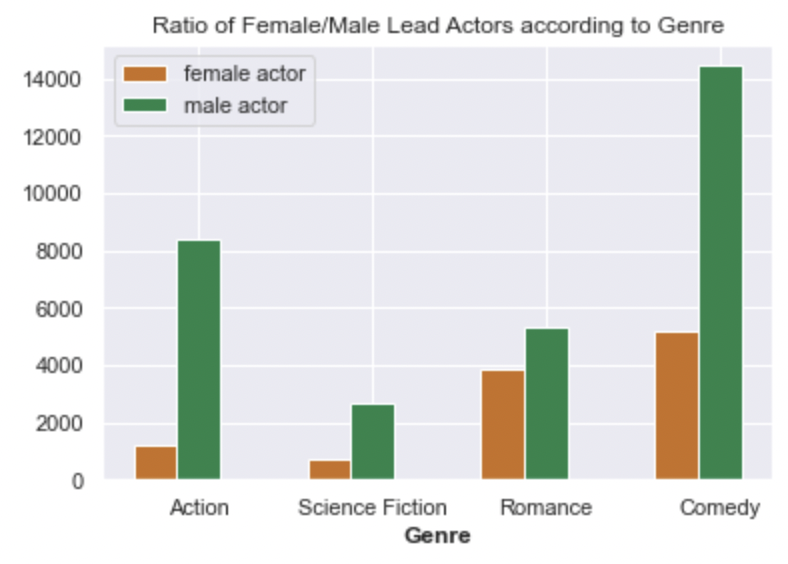 Ratio of Female/Male Lead Actors according to Genre
female actor
male actor
14000
12000
10000
8000
6000
4000
2000
0
Action Science Fiction Romance Comedy
Genre